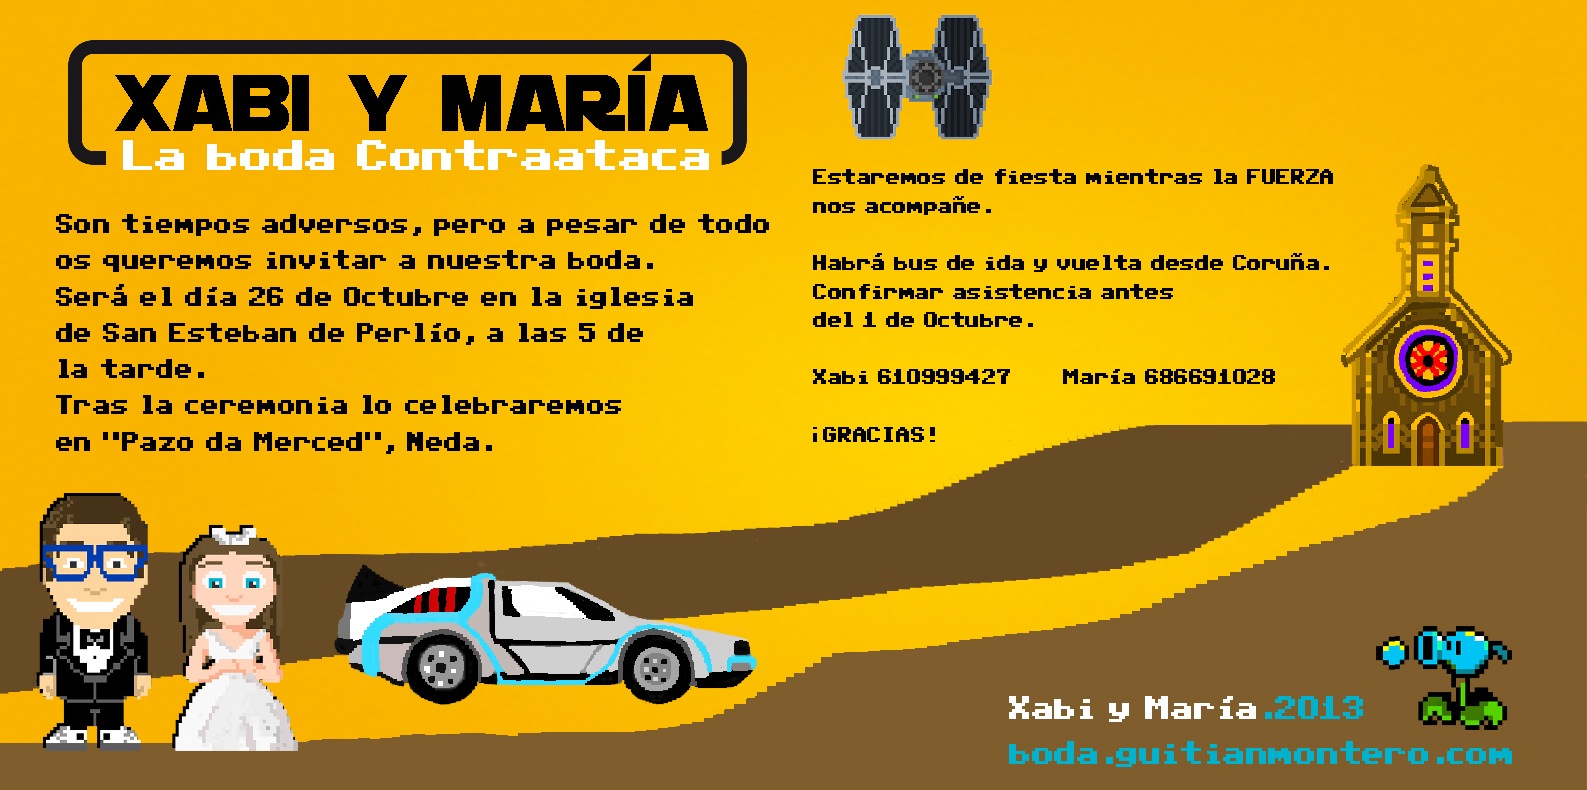 XABI Y MARÍA
La boda Contraataca
Son tiempos adversos, pero a pesar de todo
os queremos invitar a nuestra boda.
Será el día 26 de Octubre en la iglesia
de San Esteban de Perlío, a las 5 de
la tarde.
Tras la ceremonia lo celebraremos
en "Pazo da Merced", Neda.
Estaremos de fiesta mientras la FUERZA
nos acompañe.
Habrá bus de ida y vuelta desde Coruña.
Confirmar asistencia antes
del 1 de Octubre.
Xabi 610999427 María 686691028
¡GRACIAS!
Xabi y María.2013
boda.guitianmontero.com